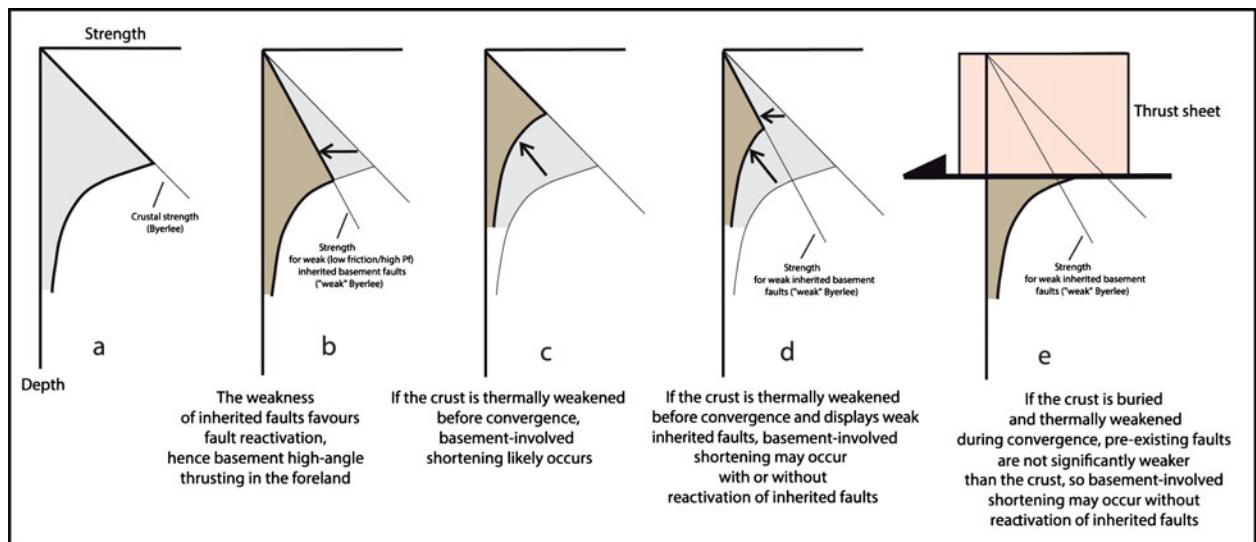 Strength
Crustal strength
(Byerlee)
a
Depth
Strength
for weak (low friction/high Pf)
inherited basement faults
("weak" Byerlee)
b
The weakness
of inherited faults favours
fault reactivation,
hence basement high-angle
thrusting in the foreland
c
If the crust is thermally weakened
before convergence,
basement-involved
shortening likely occurs
Strength
for weak inherited basement
faults ("weak" Byerlee)
d
If the crust is thermally weakened
before convergence and displays weak
inherited faults, basement-involved
shortening may occur
with or without
reactivation of inherited faults
Thrust sheet
Strength
for weak inherited basement
faults ("weak" Byerlee)
e
If the crust is buried
and thermally weakened
during convergence, pre-existing faults
are not significantly weaker
than the crust, so basement-involved
shortening may occur without
reactivation of inherited faults